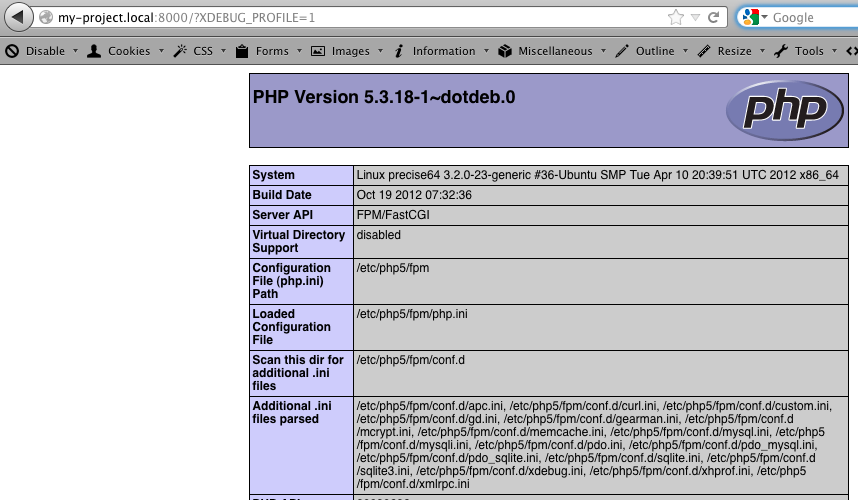 my-project.local:8000/?XDEBUG_PROFILE=1
Google
Disable Cookies CSS Forms Images Information Miscellaneous Outline Resize Tools
PHP Version 5.3.18-1~dotdeb.0
php
System Linux precise64 3.2.0-23-generic #36-Ubuntu SMP Tue Apr 10 20:39:51 UTC 2012 x86_64
Build Date Oct 19 2012 07:32:36
Server API FPM/FastCGI
Virtual Directory disabled
Support
Configuration /etc/php5/fpm
File (php.ini)
Path
Loaded /etc/php5/fpm/php.ini
Configuration
File
Scan this dir for /etc/php5/fpm/conf.d
additional .ini
files
Additional .ini /etc/php5/fpm/conf.d/apc.ini, /etc/php5/fpm/conf.d/curl.ini, /etc/php5/fpm/conf.d/custom.ini,
files parsed /etc/php5/fpm/conf.d/gd.ini, /etc/php5/fpm/conf.d/gearman.ini, /etc/php5/fpm/conf.d
/mcrypt.ini, /etc/php5/fpm/conf.d/memcache.ini, /etc/php5/fpm/conf.d/mysql.ini, /etc/php5
/fpm/conf.d/mysqli.ini, /etc/php5/fpm/conf.d/pdo.ini, /etc/php5/fpm/conf.d/pdo_mysql.ini,
/etc/php5/fpm/conf.d/pdo_sqlite.ini, /etc/php5/fpm/conf.d/sqlite.ini, /etc/php5/fpm/conf.d
/sqlite3.ini, /etc/php5/fpm/conf.d/xdebug.ini, /etc/php5/fpm/conf.d/xhprof.ini, /etc/php5
/fpm/conf.d/xmlrpc.ini